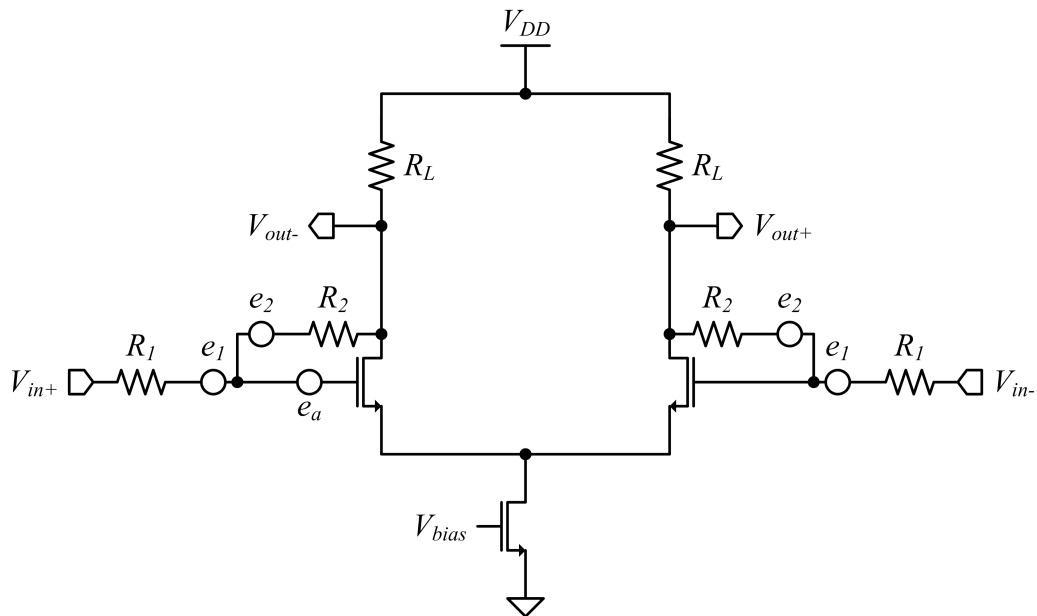 V_DD
R_L
R_L
V_out-
V_out+
e_2
R_2
R_2
e_2
R_1
e_1
e_1
R_1
V_in+
V_in-
e_a
V_bias